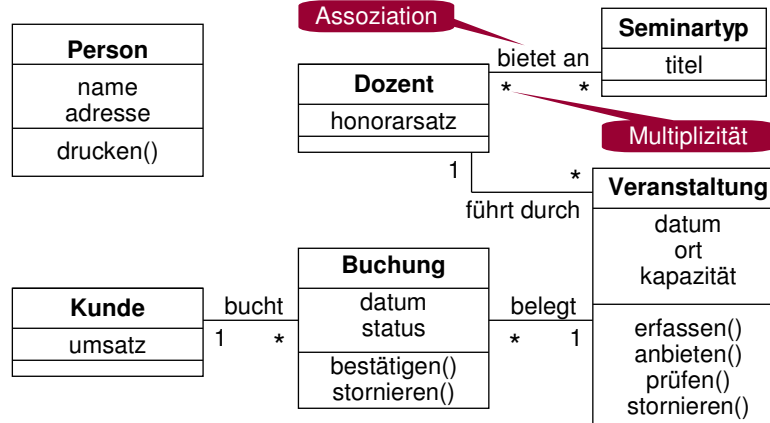 Assoziation
Seminartyp
titel
Person
name
adresse
drucken()
bietet an
* *
Dozent
honorarsatz
Multiplizität
1 *
führt durch
Veranstaltung
datum
ort
kapazität
erfassen()
anbieten()
prüfen()
stornieren()
Buchung
datum
status
bestätigen()
stornieren()
Kunde
umsatz
bucht
1 *
belegt
* 1